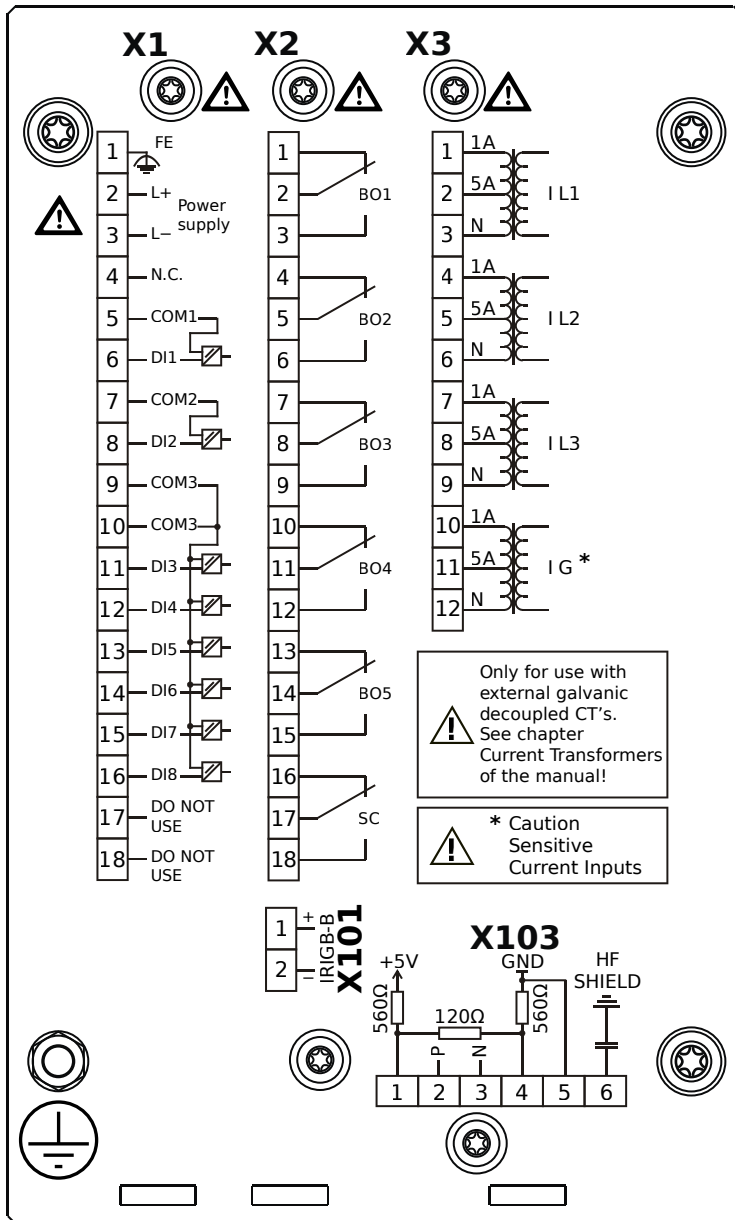 X1
X2
X3
1 FE
2 L+
Power
supply
3 L−
4 N.C.
5 COM1
6 DI1
7 COM2
8 DI2
9 COM3
10 COM3
11 DI3
12 DI4
13 DI5
14 DI6
15 DI7
16 DI8
17 DO NOT
USE
18 DO NOT
USE
1
2 BO1
3
4
5 BO2
6
7
8 BO3
9
10
11 BO4
12
13
14 BO5
15
16
17 SC
18
1 1A
2 5A I L1
3 N
4 1A
5 5A I L2
6 N
7 1A
8 5A I L3
9 N
10 1A
11 5A I G *
12 N
Only for use with
external galvanic
decoupled CT's.
See chapter
Current Transformers
of the manual!
* Caution
Sensitive
Current Inputs
1 +
2 −
IRIGB-B
X101
X103
+5V
GND
HF
SHIELD
560Ω
120Ω
560Ω
P
N
1 2 3 4 5 6